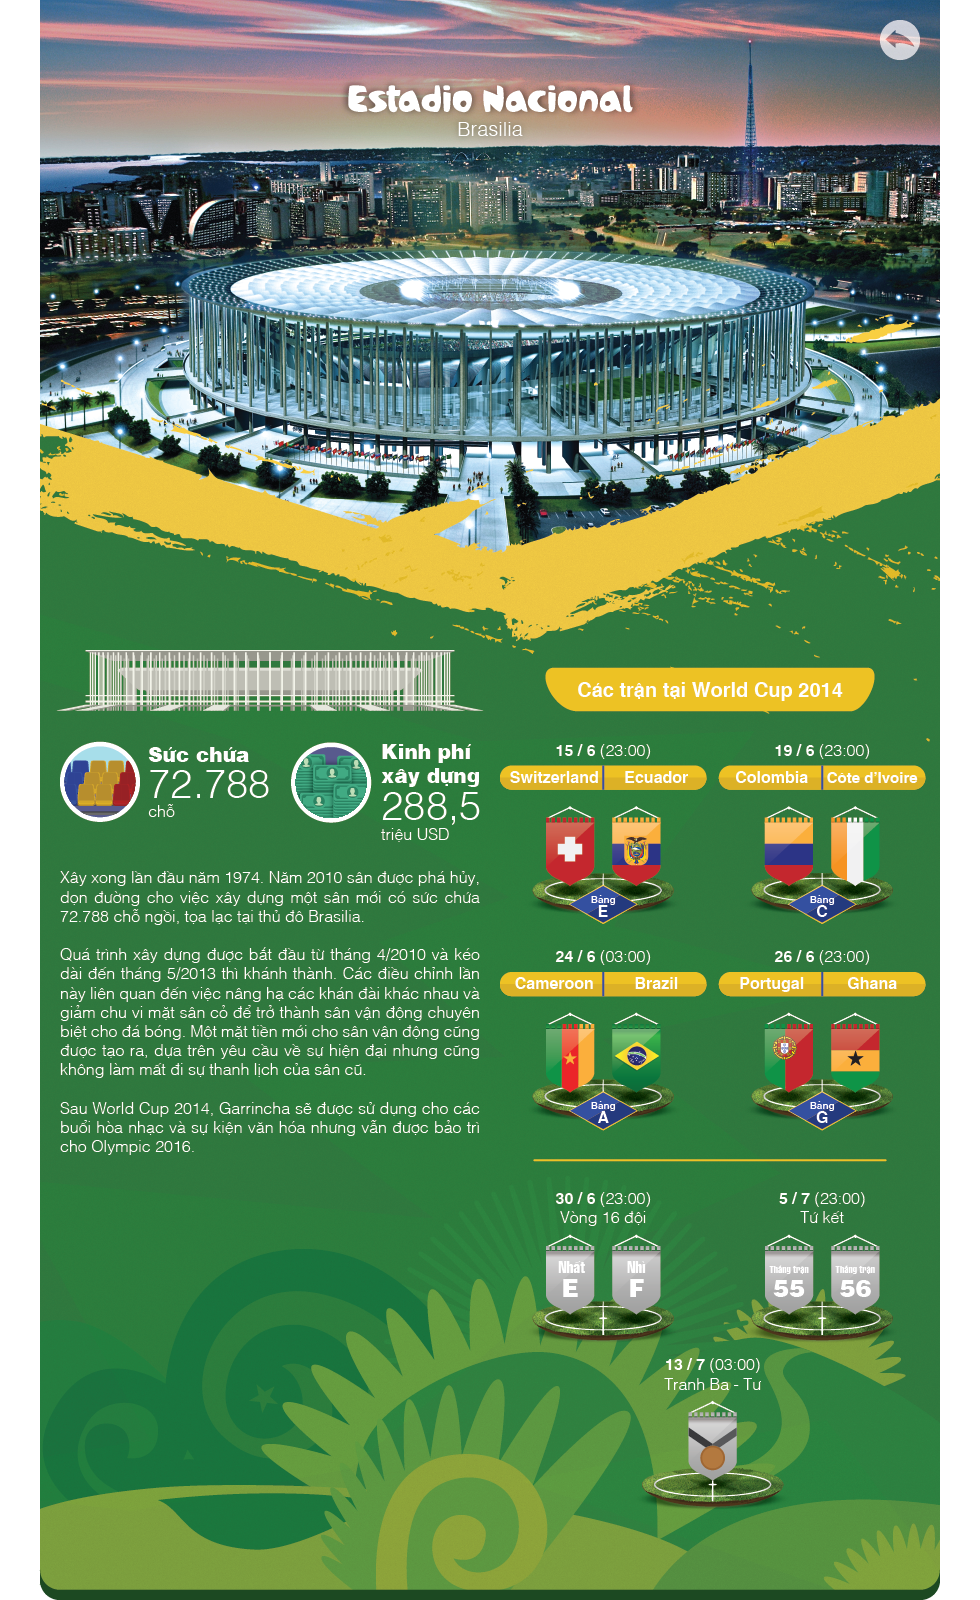 Estadio Nacional
Brasilia
Sức chứa
72.788
chỗ
Kinh phí
xây dựng
288,5
triệu USD
Xây xong lần đầu năm 1974. Năm 2010 sân được phá hủy,
dọn đường cho việc xây dựng một sân mới có sức chứa
72.788 chỗ ngồi, tọa lạc tại thủ đô Brasilia.
Quá trình xây dựng được bắt đầu từ tháng 4/2010 và kéo
dài đến tháng 5/2013 thì khánh thành. Các điều chỉnh lần
này liên quan đến việc nâng hạ các khán đài khác nhau và
giảm chu vi mặt sân cỏ để trở thành sân vận động chuyên
biệt cho đá bóng. Một mặt tiền mới cho sân vận động cũng
được tạo ra, dựa trên yêu cầu về sự hiện đại nhưng cũng
không làm mất đi sự thanh lịch của sân cũ.
Sau World Cup 2014, Garrincha sẽ được sử dụng cho các
buổi hòa nhạc và sự kiện văn hóa nhưng vẫn được bảo trì
cho Olympic 2016.
Các trận tại World Cup 2014
15 / 6 (23:00)
Switzerland Ecuador
Bảng
E
19 / 6 (23:00)
Colombia Côte d'Ivoire
Bảng
C
24 / 6 (03:00)
Cameroon Brazil
Bảng
A
26 / 6 (23:00)
Portugal Ghana
Bảng
G
30 / 6 (23:00)
Vòng 16 đội
Nhất
E
Nhì
F
5 / 7 (23:00)
Tứ kết
Thắng trận
55
Thắng trận
56
13 / 7 (03:00)
Tranh Ba - Tư